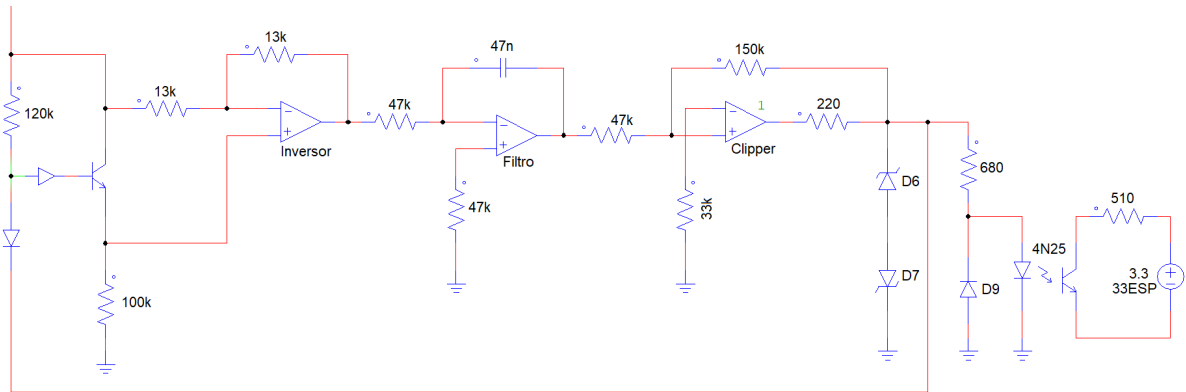 13k
47n
150k
120k
13k
47k
47k
1
220
Inversor
Filtro
Clipper
680
D6
47k
33k
510
4N25
D7
D9
3.3
33ESP
100k